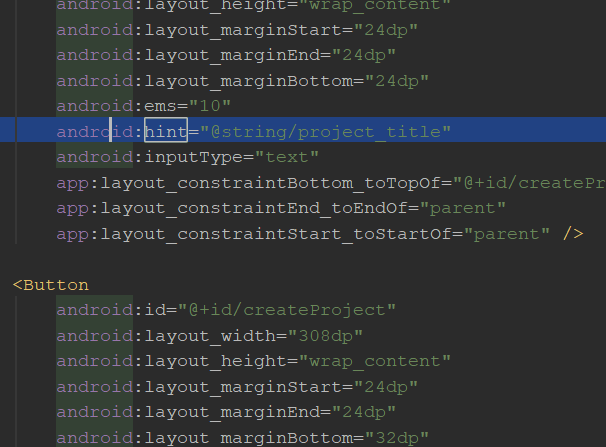 android:layout_height="wrap_content"
android:layout_marginStart="24dp"
android:layout_marginEnd="24dp"
android:layout_marginBottom="24dp"
android:ems="10"
android:hint="@string/project_title"
android:inputType="text"
app:layout_constraintBottom_toTopOf="@+id/createPr
app:layout_constraintEnd_toEndOf="parent"
app:layout_constraintStart_toStartOf="parent" />
<Button
android:id="@+id/createProject"
android:layout_width="308dp"
android:layout_height="wrap_content"
android:layout_marginStart="24dp"
android:layout_marginEnd="24dp"
android:layout_marginBottom="32dp"